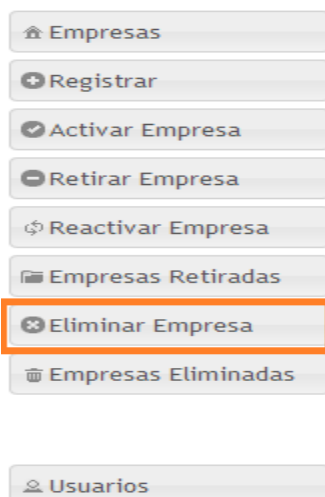 Empresas
Registrar
Activar Empresa
Retirar Empresa
Reactivar Empresa
Empresas Retiradas
Eliminar Empresa
Empresas Eliminadas
Usuarios